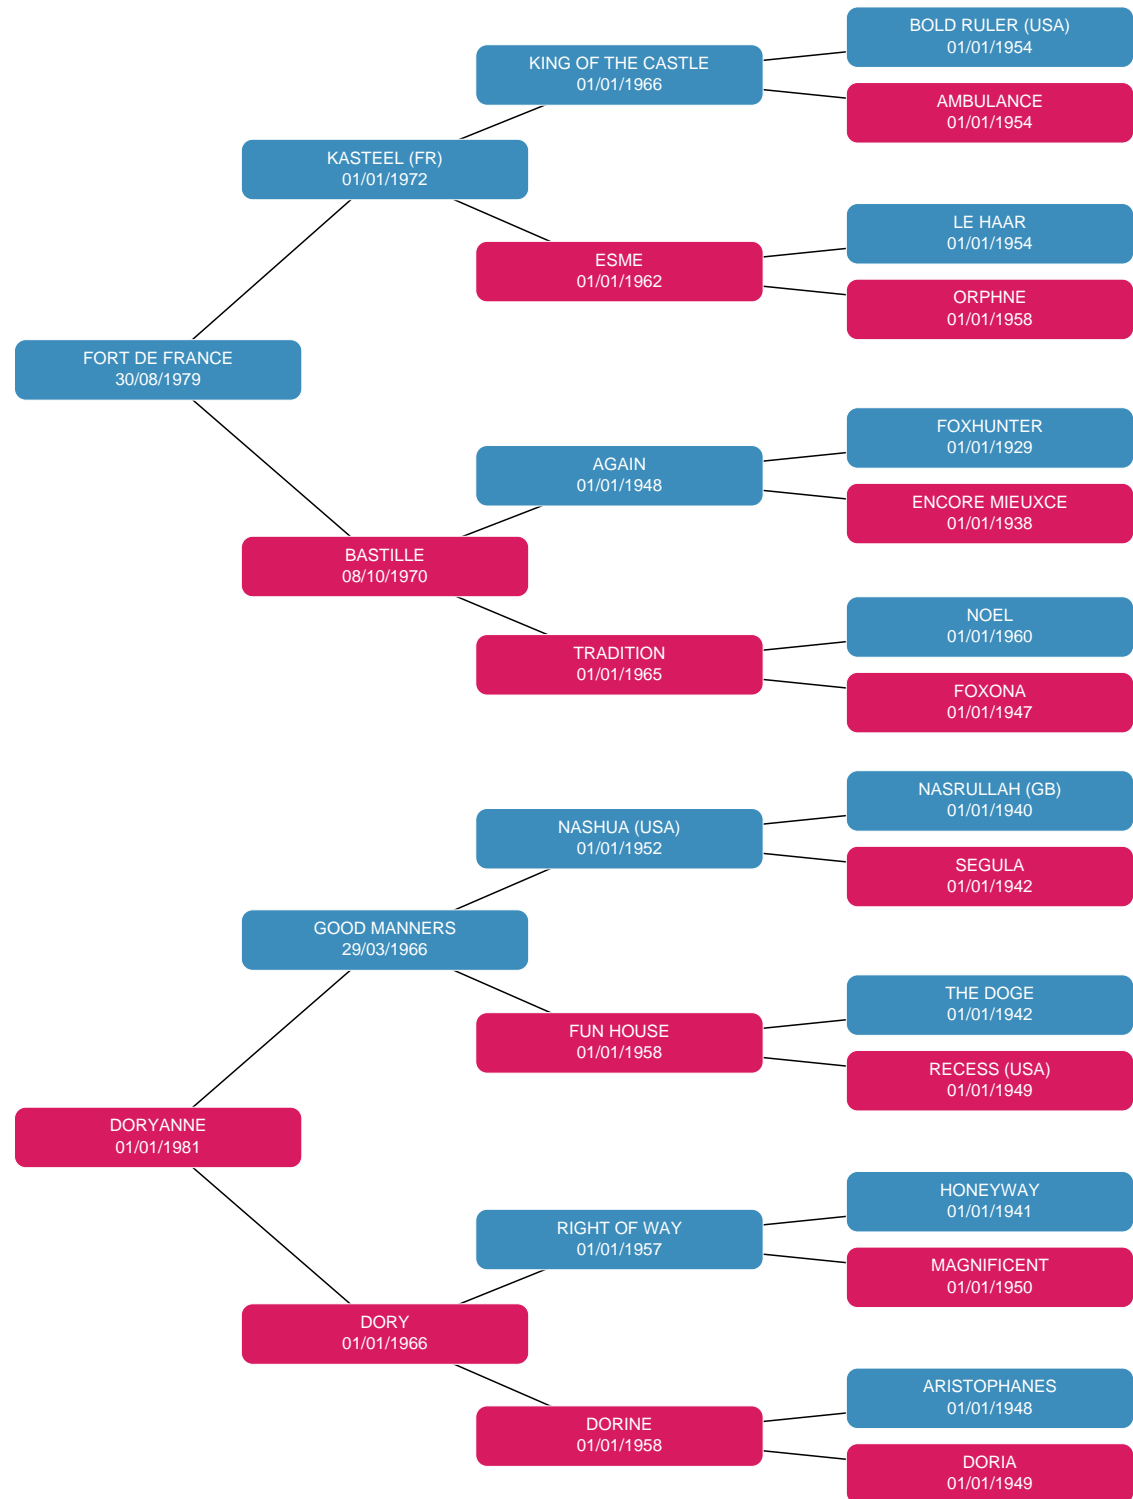 BOLD RULER (USA)
01/01/1954
KING OF THE CASTLE
01/01/1966
AMBULANCE
01/01/1954
KASTEEL (FR)
01/01/1972
LE HAAR
01/01/1954
ESME
01/01/1962
ORPHNE
01/01/1958
FORT DE FRANCE
30/08/1979
FOXHUNTER
01/01/1929
AGAIN
01/01/1948
ENCORE MIEUXCE
01/01/1938
BASTILLE
08/10/1970
NOEL
01/01/1960
TRADITION
01/01/1965
FOXONA
01/01/1947
NASRULLAH (GB)
01/01/1940
NASHUA (USA)
01/01/1952
SEGULA
01/01/1942
GOOD MANNERS
29/03/1966
THE DOGE
01/01/1942
FUN HOUSE
01/01/1958
RECESS (USA)
01/01/1949
DORYANNE
01/01/1981
HONEYWAY
01/01/1941
RIGHT OF WAY
01/01/1957
MAGNIFICENT
01/01/1950
DORY
01/01/1966
ARISTOPHANES
01/01/1948
DORINE
01/01/1958
DORIA
01/01/1949